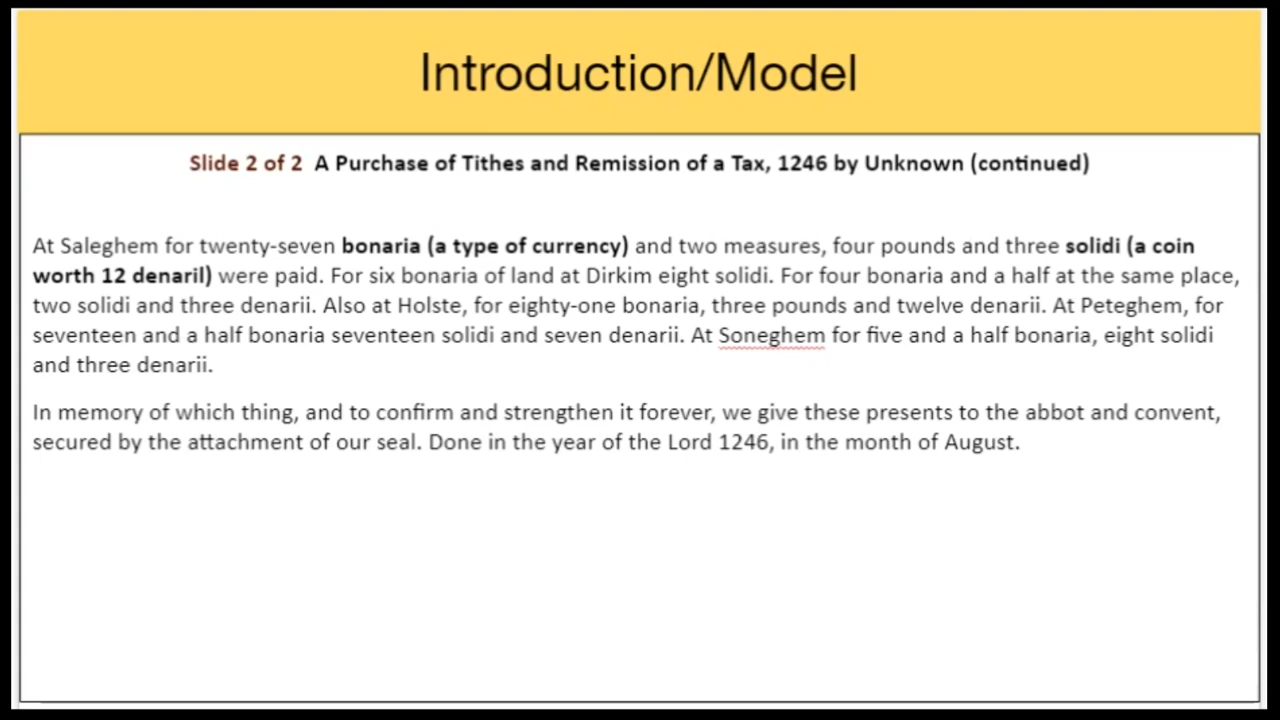 Introduction/Model
Slide 2 of 2 A Purchase of Tithes and Remission of a Tax, 1246 by Unknown (continued)
At Saleghem for twenty-seven bonaria (a type of currency) and two measures, four pounds and three solidi (a coin
worth 12 denaril) were paid. For six bonaria of land at Dirkim eight solidi. For four bonaria and a half at the same place,
two solidi and three denarii. Also at Holste, for eighty-one bonaria, three pounds and twelve denarii. At Peteghem, for
seventeen and a half bonaria seventeen solidi and seven denarii. At Soneghem for five and a half bonaria, eight solidi
and three denarii.
In memory of which thing, and to confirm and strengthen it forever, we give these presents to the abbot and convent,
secured by the attachment of our seal. Done in the year of the Lord 1246, in the month of August.